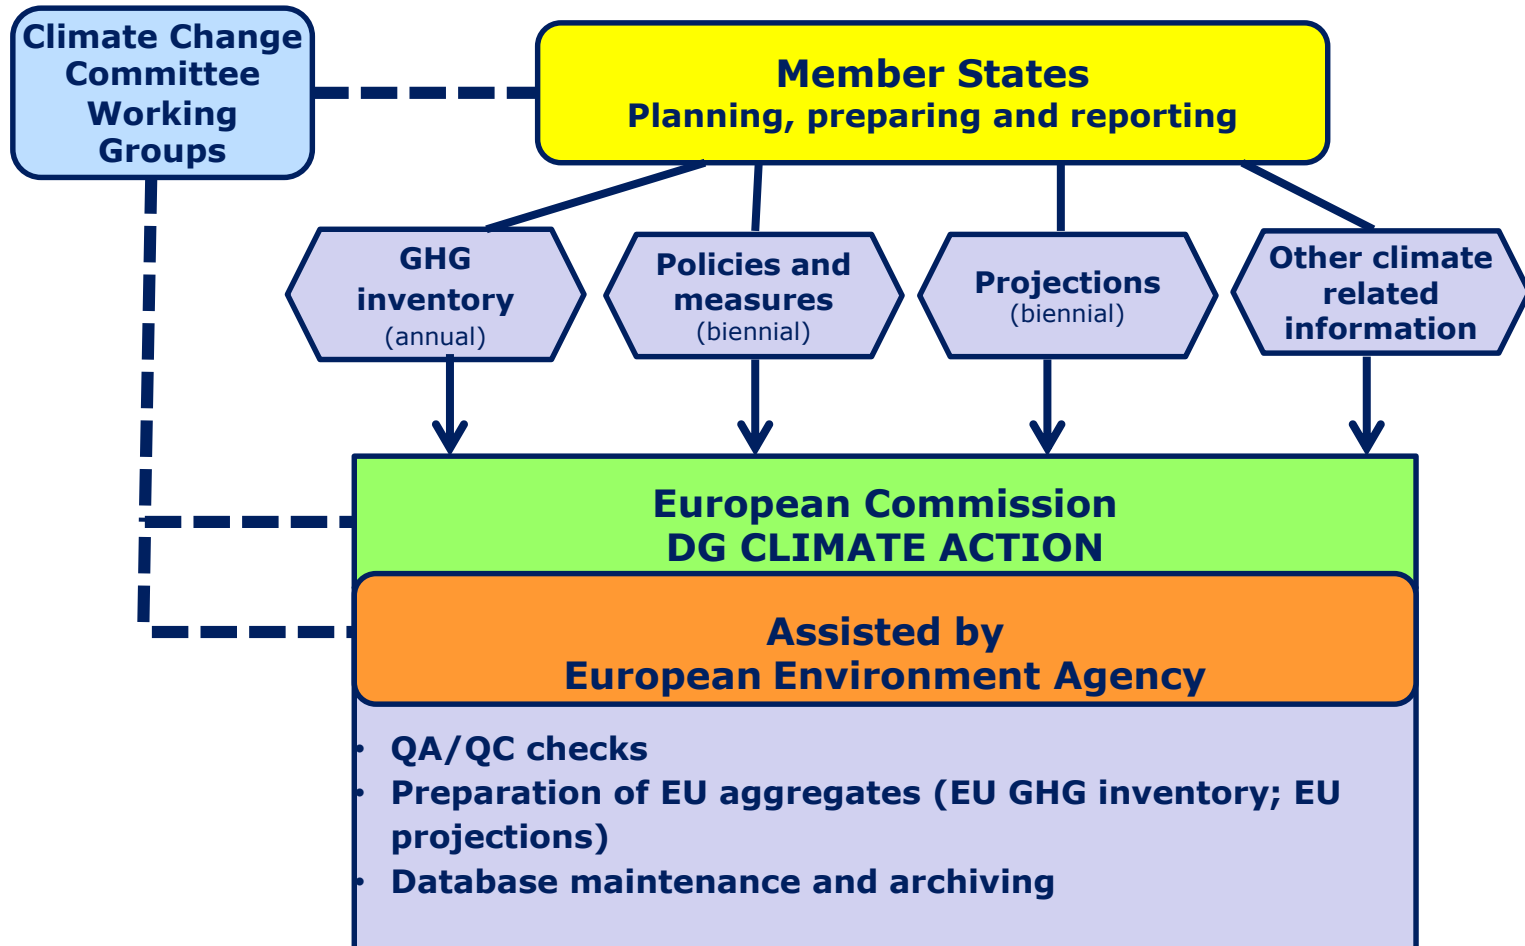 Climate Change
Committee
Working
Groups
Member States
Planning, preparing and reporting
GHG
inventory
(annual)
Policies and
measures
(biennial)
Projections
(biennial)
Other climate
related
information
European Commission
DG CLIMATE ACTION
Assisted by
European Environment Agency
• QA/QC checks
• Preparation of EU aggregates (EU GHG inventory; EU
projections)
• Database maintenance and archiving